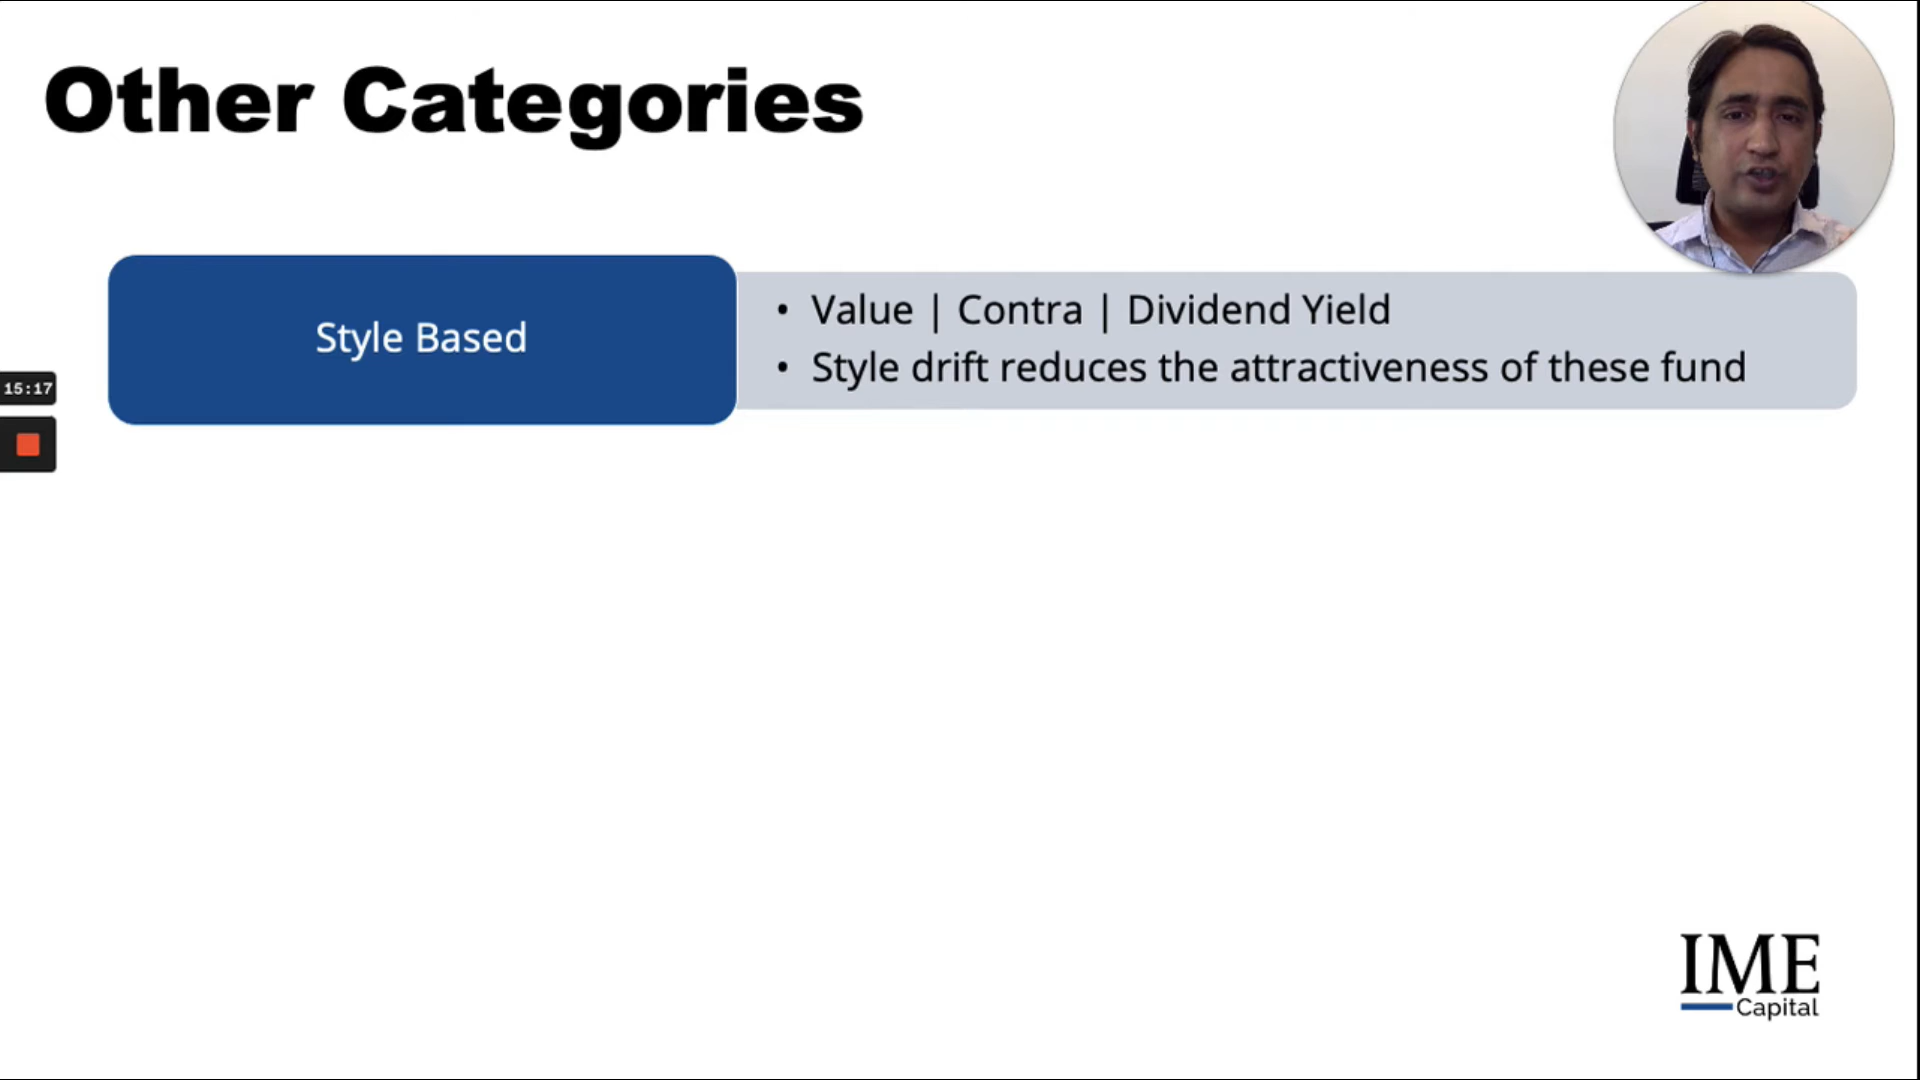 Other Categories
Style Based
• Value | Contra | Dividend Yield
• Style drift reduces the attractiveness of these fund
15:17
IME
Capital